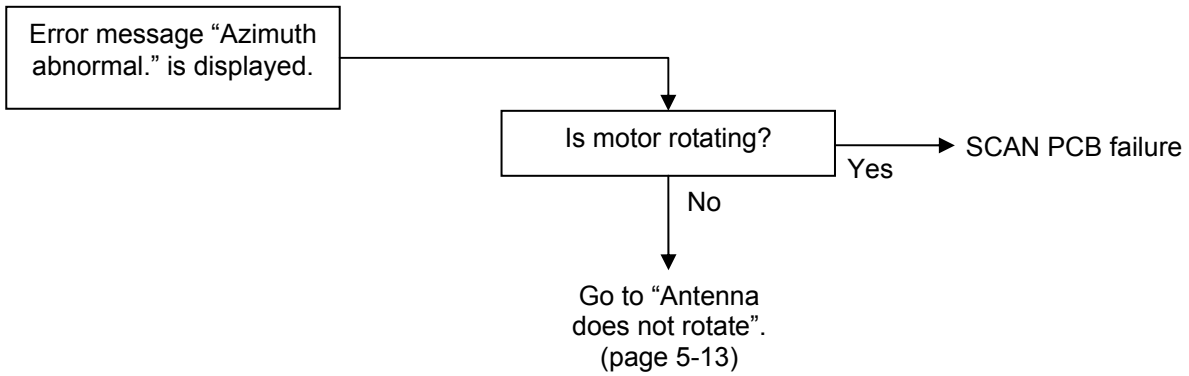 Error message “Azimuth
abnormal.” is displayed.
Is motor rotating?
SCAN PCB failure
Yes
No
Go to “Antenna
does not rotate”.
(page 5-13)